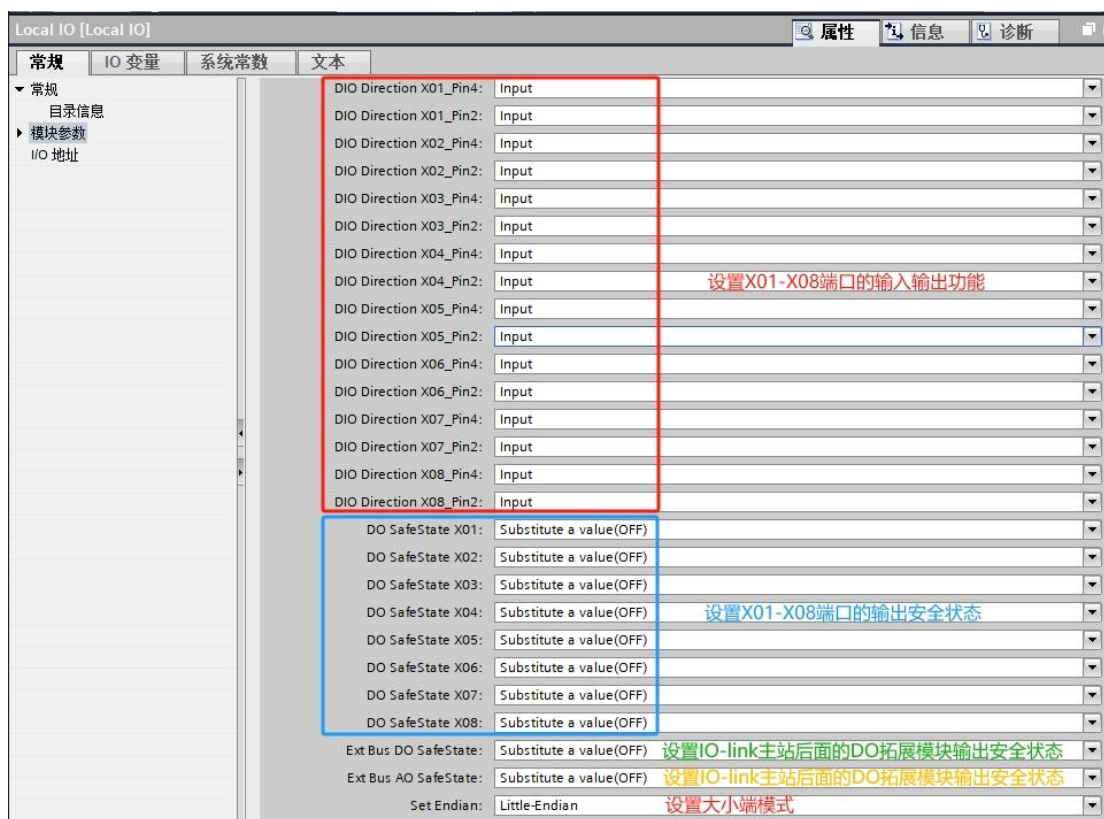 Local IO [Local IO]
属性 信息 诊断
常规 IO 变量 系统常数 文本
常规
目录信息
模块参数
I/O 地址
DIO Direction X01_Pin4: Input
DIO Direction X01_Pin2: Input
DIO Direction X02_Pin4: Input
DIO Direction X02_Pin2: Input
DIO Direction X03_Pin4: Input
DIO Direction X03_Pin2: Input
DIO Direction X04_Pin4: Input
DIO Direction X04_Pin2: Input 设置X01-X08端口的输入输出功能
DIO Direction X05_Pin4: Input
DIO Direction X05_Pin2: Input
DIO Direction X06_Pin4: Input
DIO Direction X06_Pin2: Input
DIO Direction X07_Pin4: Input
DIO Direction X07_Pin2: Input
DIO Direction X08_Pin4: Input
DIO Direction X08_Pin2: Input
DO SafeState X01: Substitute a value(OFF)
DO SafeState X02: Substitute a value(OFF)
DO SafeState X03: Substitute a value(OFF)
DO SafeState X04: Substitute a value(OFF) 设置X01-X08端口的输出安全状态
DO SafeState X05: Substitute a value(OFF)
DO SafeState X06: Substitute a value(OFF)
DO SafeState X07: Substitute a value(OFF)
DO SafeState X08: Substitute a value(OFF)
Ext Bus DO SafeState: Substitute a value(OFF) 设置IO-link主站后面的DO拓展模块输出安全状态
Ext Bus AO SafeState: Substitute a value(OFF) 设置IO-link主站后面的DO拓展模块输出安全状态
Set Endian: Little-Endian 设置大小端模式